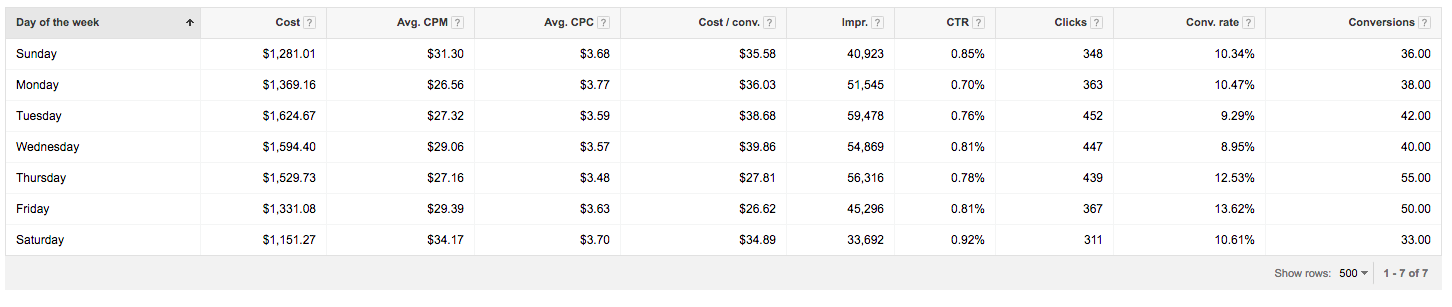 Day of the week Cost ? Avg. CPM ? Avg. CPC ? Cost / conv. ? Impr. ? CTR ? Clicks ? Conv. rate ? Conversions ?
Sunday $1,281.01 $31.30 $3.68 $35.58 40,923 0.85% 348 10.34% 36.00
Monday $1,369.16 $26.56 $3.77 $36.03 51,545 0.70% 363 10.47% 38.00
Tuesday $1,624.67 $27.32 $3.59 $38.68 59,478 0.76% 452 9.29% 42.00
Wednesday $1,594.40 $29.06 $3.57 $39.86 54,869 0.81% 447 8.95% 40.00
Thursday $1,529.73 $27.16 $3.48 $27.81 56,316 0.78% 439 12.53% 55.00
Friday $1,331.08 $29.39 $3.63 $26.62 45,296 0.81% 367 13.62% 50.00
Saturday $1,151.27 $34.17 $3.70 $34.89 33,692 0.92% 311 10.61% 33.00
Show rows: 500 1 - 7 of 7